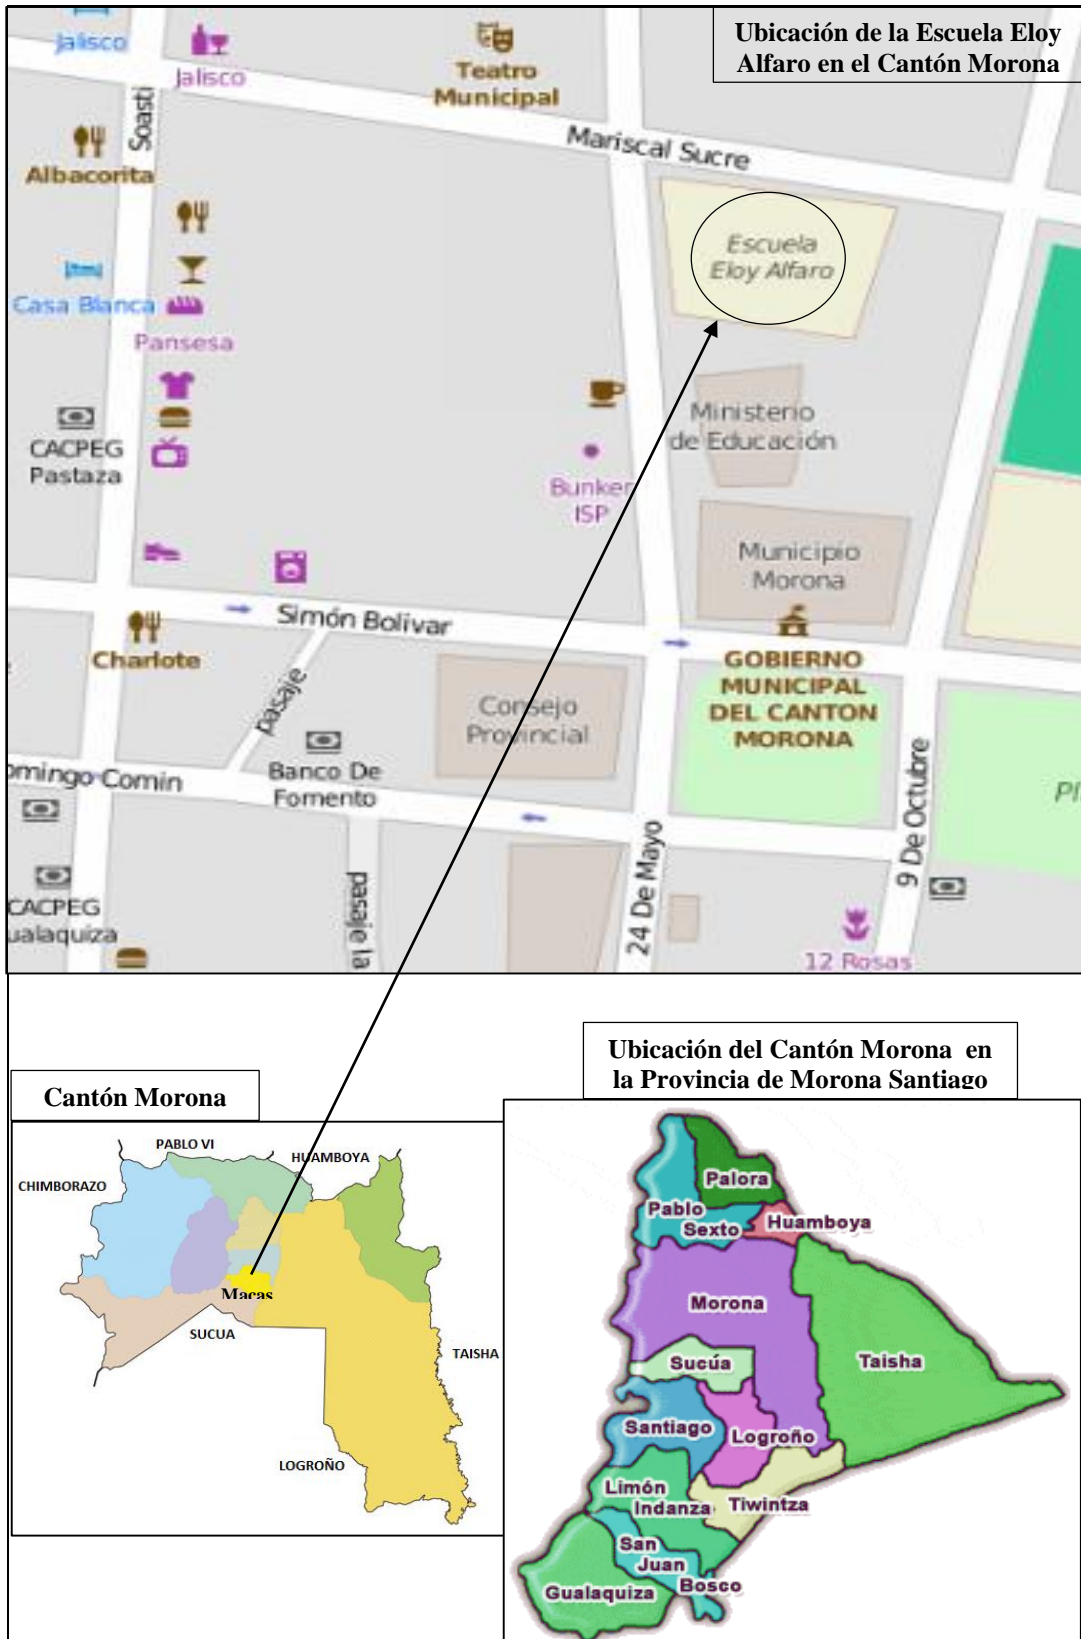 Ubicación de la Escuela Eloy
Alfaro en el Cantón Morona
Jalisco
Jalisco
Teatro
Municipal
Soasti
Mariscal Sucre
Albacorita
Escuela
Eloy Alfaro
Casa Blanca
Pansesa
CACPEG
Pastaza
Ministerio
de Educación
Bunker
ISP
Municipio
Morona
Simón Bolivar
Charlote
GOBIERNO
MUNICIPAL
DEL CANTON
MORONA
pasaje
Consejo
Provincial
omingo Comin
Banco De
Fomento
9 De Octubre
Pl
24 De Mayo
CACPEG
ualaquiza
pasaje la
12 Rosas
Ubicación del Cantón Morona en
la Provincia de Morona Santiago
Cantón Morona
PABLO VI
HUAMBOYA
CHIMBORAZO
Macas
SUCUA
TAISHA
LOGROÑO
Palora
Pablo
Sexto
Huamboya
Morona
Sucúa
Taisha
Santiago
Logroño
Limón
Indanza
Tiwintza
San
Juan
Bosco
Gualaquiza